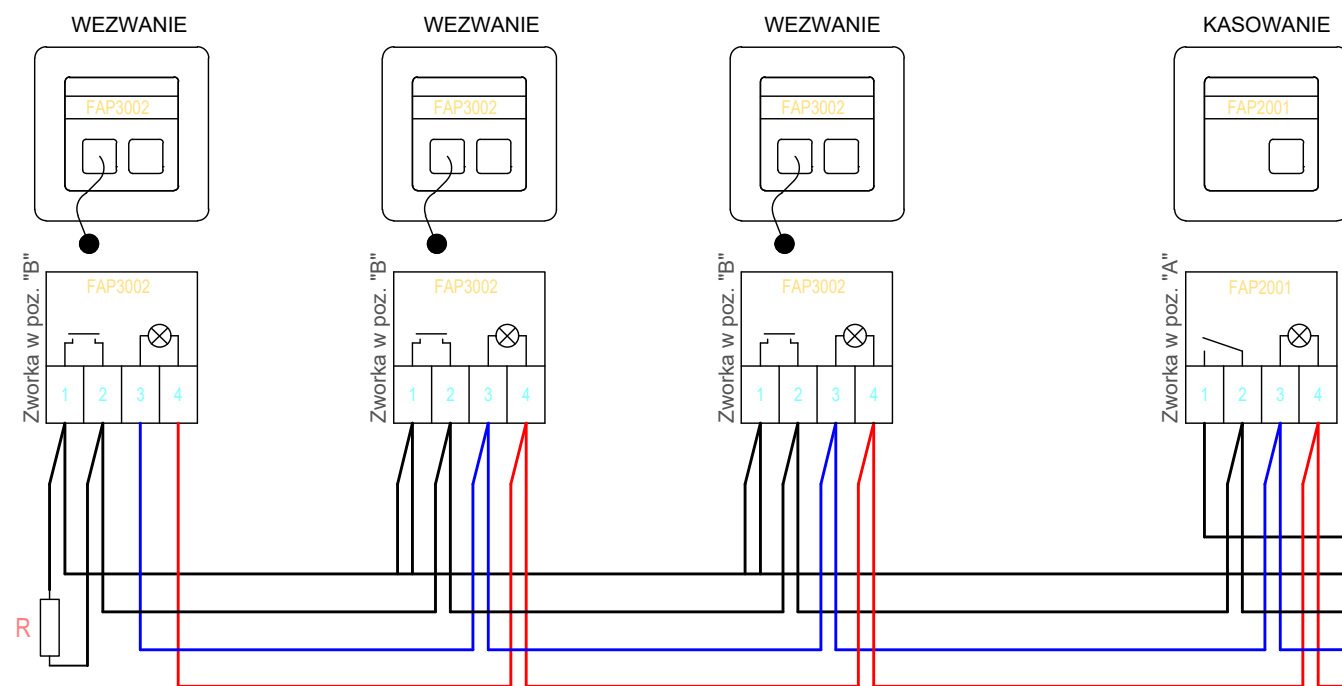 WEZWANIE WEZWANIE WEZWANIE KASOWANIE
FAP3002 FAP3002 FAP3002 FAP2001
Zworka w poz. "B"
FAP3002
1 2 3 4
Zworka w poz. "B"
FAP3002
1 2 3 4
Zworka w poz. "B"
FAP3002
1 2 3 4
Zworka w poz. "A"
FAP2001
1 2 3 4
R